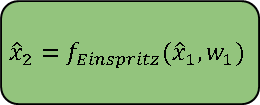 x̂₂ = f_Einspritz(x̂₁, w₁)